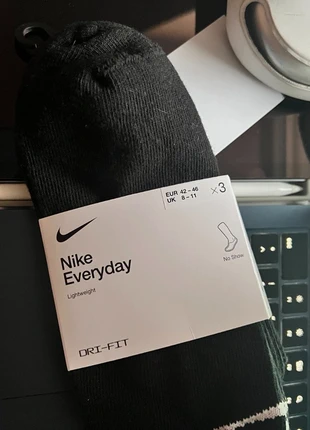 EUR 42 – 46
UK 8 – 11
×3
Nike
Everyday
Lightweight
No Show
DRI-FIT